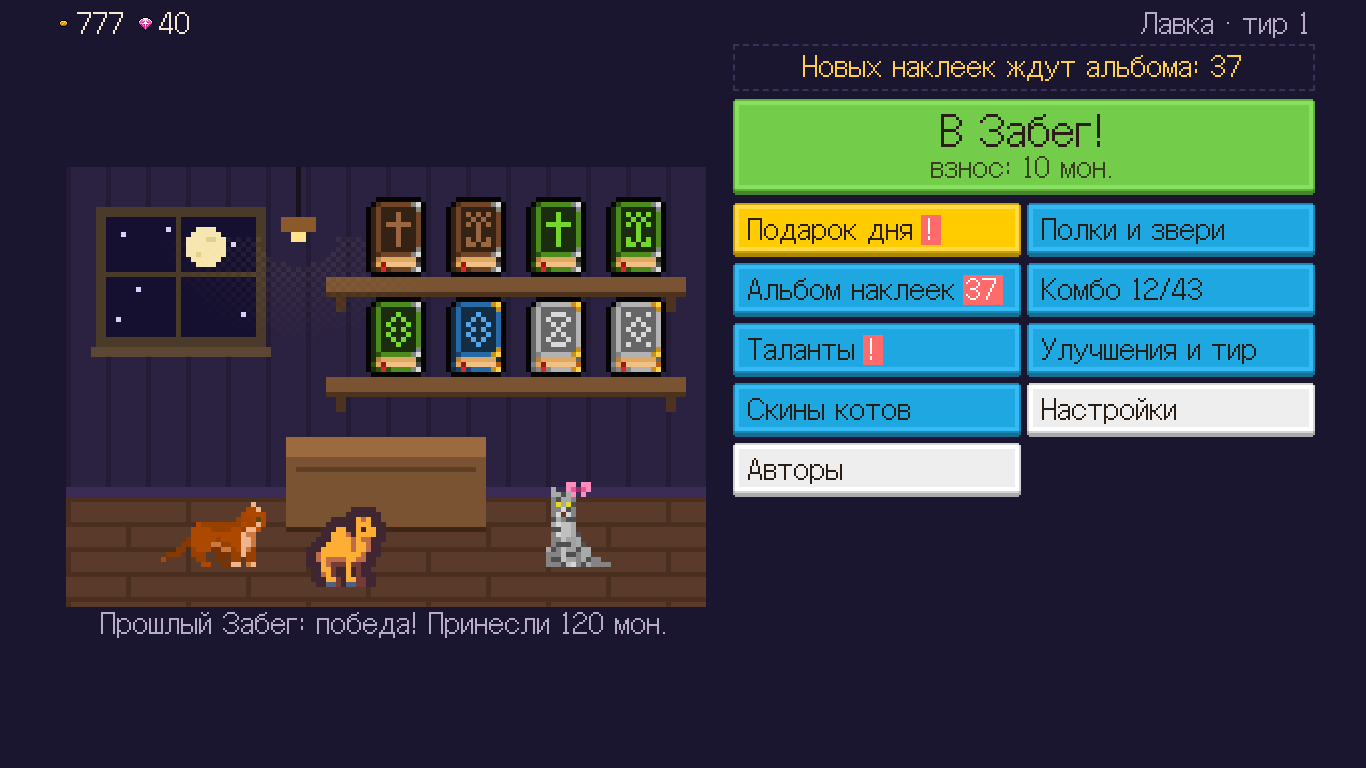 777 40
Лавка · тир 1
Новых наклеек ждут альбома: 37
В Забег!
взнос: 10 мон.
Подарок дня !
Полки и звери
Альбом наклеек 37
Комбо 12/43
Таланты !
Улучшения и тир
Скины котов
Настройки
Авторы
Прошлый Забег: победа! Принесли 120 мон.